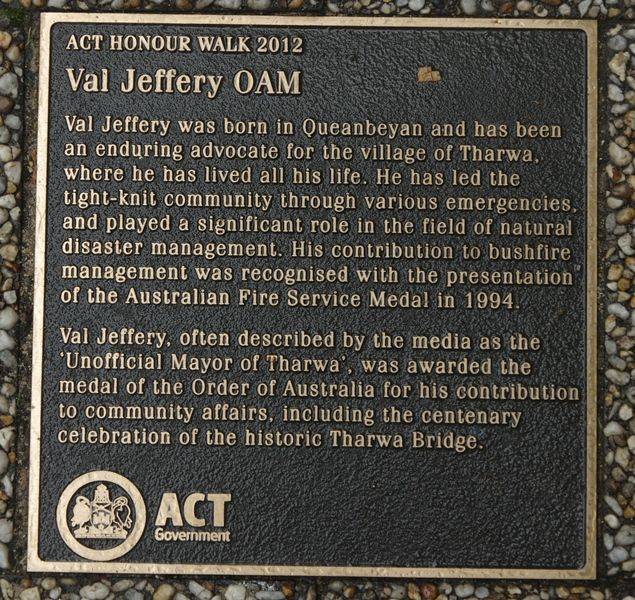 ACT HONOUR WALK 2012
Val Jeffery OAM
Val Jeffery was born in Queanbeyan and has been
an enduring advocate for the village of Tharwa,
where he has lived all his life. He has led the
tight-knit community through various emergencies,
and played a significant role in the field of natural
disaster management. His contribution to bushfire
management was recognised with the presentation
of the Australian Fire Service Medal in 1994.
Val Jeffery, often described by the media as the
'Unofficial Mayor of Tharwa', was awarded the
medal of the Order of Australia for his contribution
to community affairs, including the centenary
celebration of the historic Tharwa Bridge.
ACT
Government